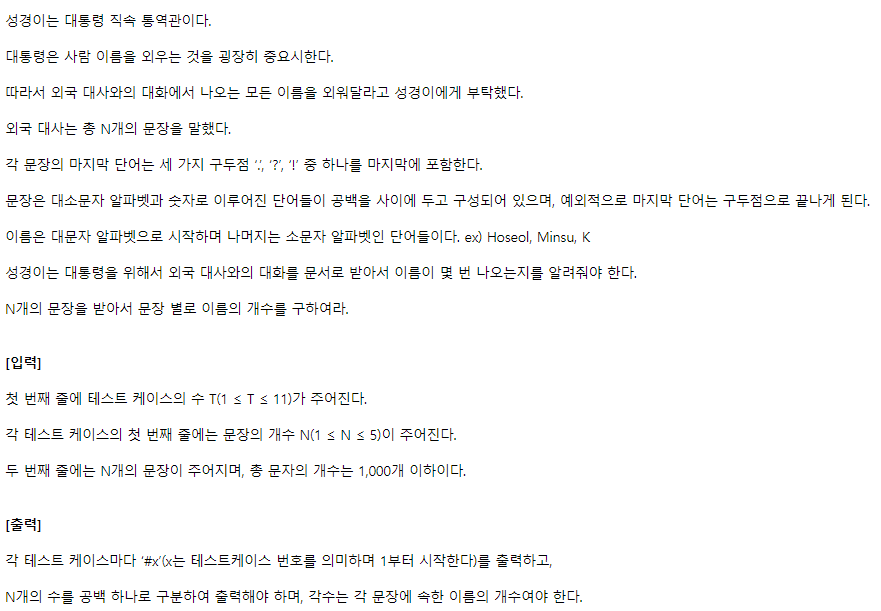 성경이는 대통령 직속 통역관이다.
대통령은 사람 이름을 외우는 것을 굉장히 중요시한다.
따라서 외국 대사와의 대화에서 나오는 모든 이름을 외워달라고 성경이에게 부탁했다.
외국 대사는 총 N개의 문장을 말했다.
각 문장의 마지막 단어는 세 가지 구두점 ‘.’, ‘?’, ‘!’ 중 하나를 마지막에 포함한다.
문장은 대소문자 알파벳과 숫자로 이루어진 단어들이 공백을 사이에 두고 구성되어 있으며, 예외적으로 마지막 단어는 구두점으로 끝나게 된다.
이름은 대문자 알파벳으로 시작하며 나머지는 소문자 알파벳인 단어들이다. ex) Hoseol, Minsu, K
성경이는 대통령을 위해서 외국 대사와의 대화를 문서로 받아서 이름이 몇 번 나오는지를 알려줘야 한다.
N개의 문장을 받아서 문장 별로 이름의 개수를 구하여라.
[입력]
첫 번째 줄에 테스트 케이스의 수 T(1 ≤ T ≤ 11)가 주어진다.
각 테스트 케이스의 첫 번째 줄에는 문장의 개수 N(1 ≤ N ≤ 5)이 주어진다.
두 번째 줄에는 N개의 문장이 주어지며, 총 문자의 개수는 1,000개 이하이다.
[출력]
각 테스트 케이스마다 ‘#x’(x는 테스트케이스 번호를 의미하며 1부터 시작한다)를 출력하고,
N개의 수를 공백 하나로 구분하여 출력해야 하며, 각수는 각 문장에 속한 이름의 개수여야 한다.